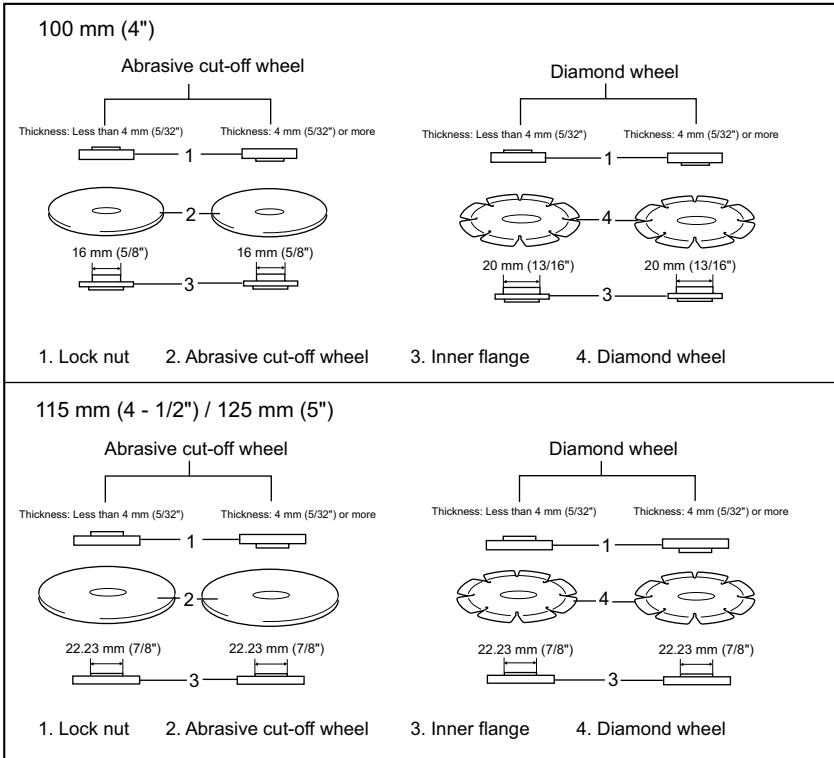 100 mm (4")
Abrasive cut-off wheel
Diamond wheel
Thickness: Less than 4 mm (5/32")
Thickness: 4 mm (5/32") or more
Thickness: Less than 4 mm (5/32")
Thickness: 4 mm (5/32") or more
1
1
2
4
16 mm (5/8")
16 mm (5/8")
20 mm (13/16")
20 mm (13/16")
3
3
1. Lock nut
2. Abrasive cut-off wheel
3. Inner flange
4. Diamond wheel
115 mm (4 - 1/2") / 125 mm (5")
Abrasive cut-off wheel
Diamond wheel
Thickness: Less than 4 mm (5/32")
Thickness: 4 mm (5/32") or more
Thickness: Less than 4 mm (5/32")
Thickness: 4 mm (5/32") or more
1
1
2
4
22.23 mm (7/8")
22.23 mm (7/8")
22.23 mm (7/8")
22.23 mm (7/8")
3
3
1. Lock nut
2. Abrasive cut-off wheel
3. Inner flange
4. Diamond wheel